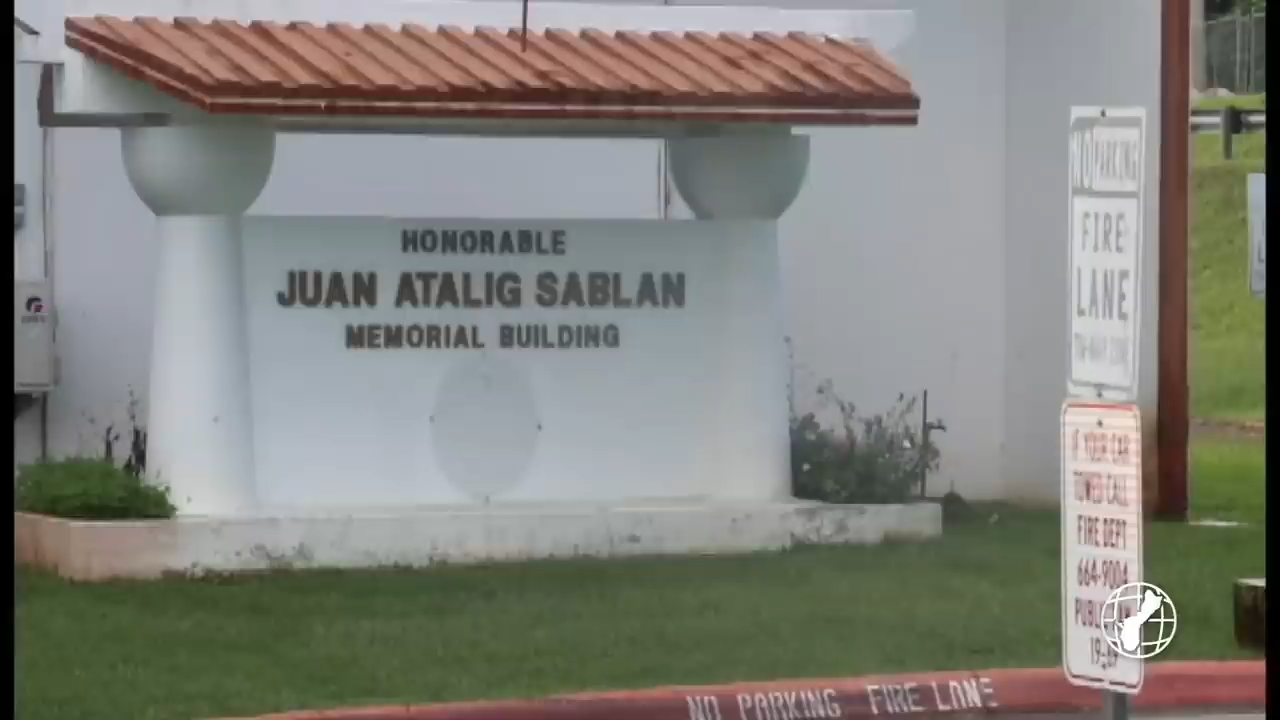 HONORABLE
JUAN ATALIG SABLAN
MEMORIAL BUILDING
NO PARKING
FIRE
LANE
IF YOUR CAR
TOWED CALL
FIRE DEPT
664-9004
NO PARKING FIRE LANE